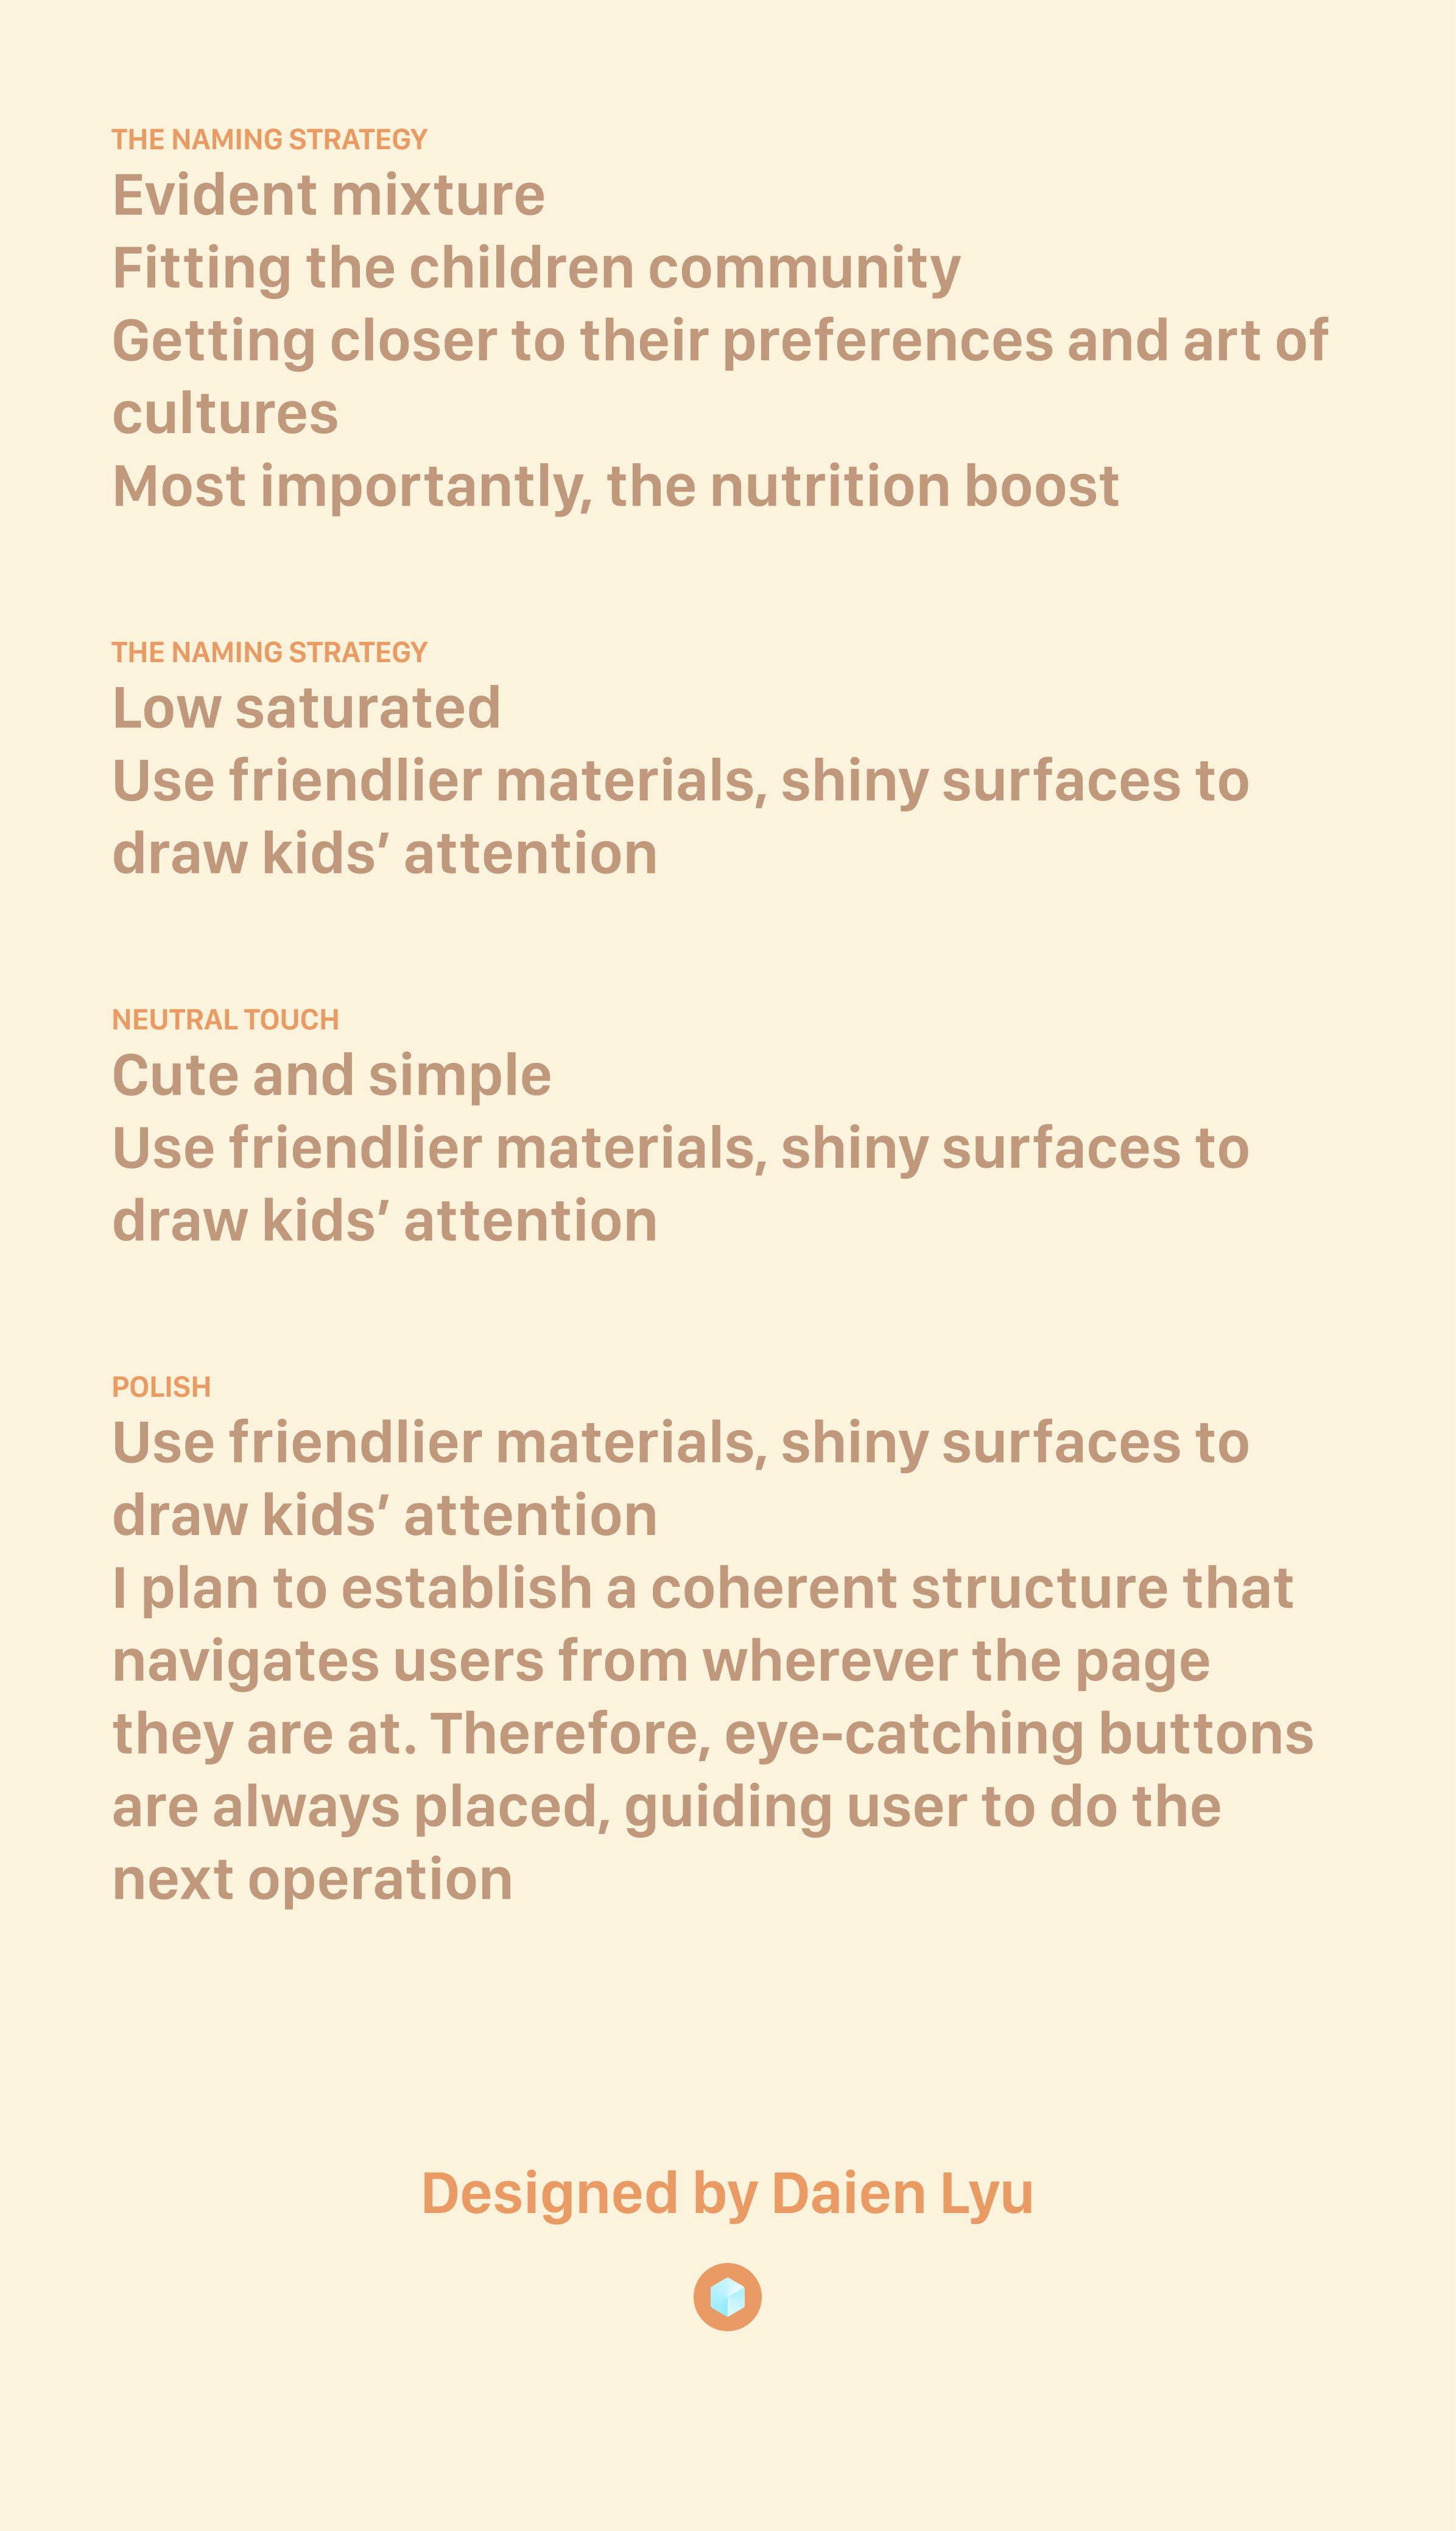 THE NAMING STRATEGY
Evident mixture
Fitting the children community
Getting closer to their preferences and art of
cultures
Most importantly, the nutrition boost
THE NAMING STRATEGY
Low saturated
Use friendlier materials, shiny surfaces to
draw kids’ attention
NEUTRAL TOUCH
Cute and simple
Use friendlier materials, shiny surfaces to
draw kids’ attention
POLISH
Use friendlier materials, shiny surfaces to
draw kids’ attention
I plan to establish a coherent structure that
navigates users from wherever the page
they are at. Therefore, eye-catching buttons
are always placed, guiding user to do the
next operation
Designed by Daien Lyu